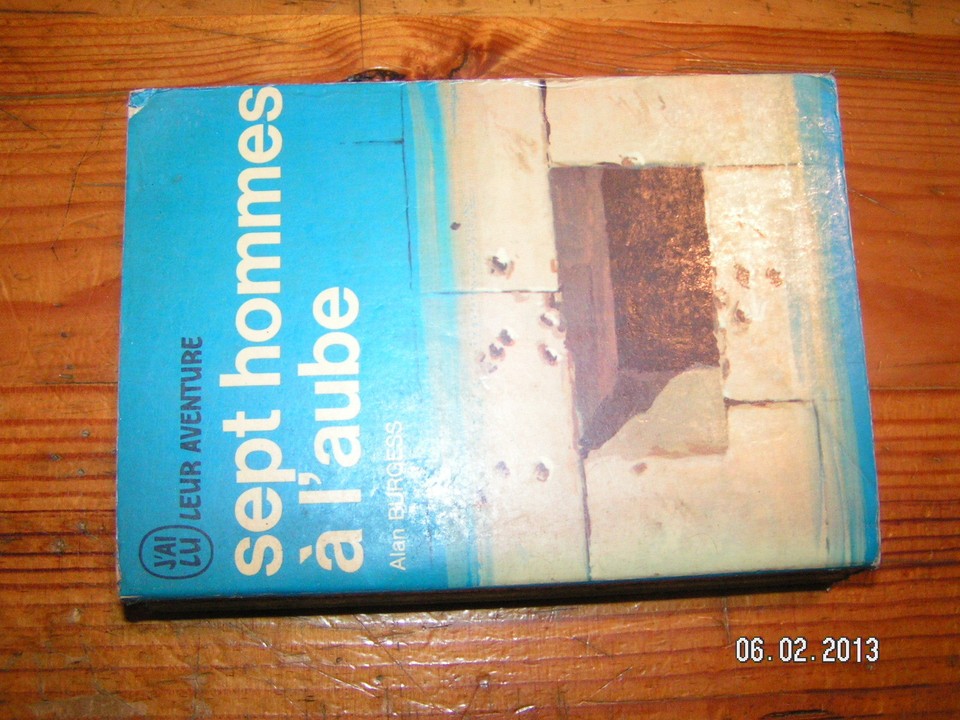 J'AI
LU
LEUR AVENTURE
sept hommes
à l'aube
Alan BURGESS
06.02.2013